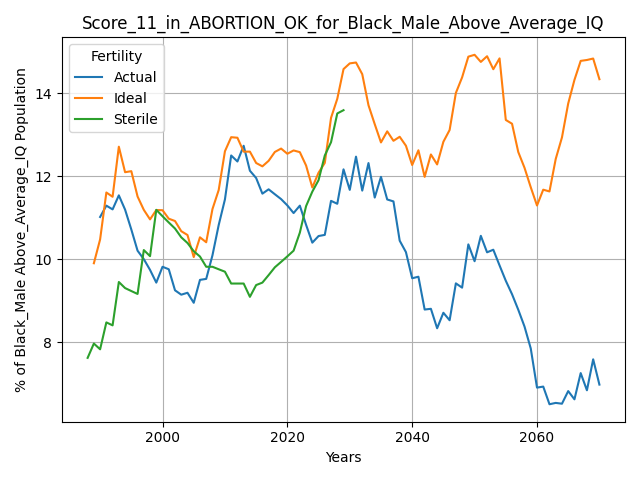 Score_11_in_ABORTION_OK_for_Black_Male_Above_Average_IQ
Fertility
Actual
Ideal
Sterile
% of Black_Male Above_Average_IQ Population
14
12
10
8
2000
2020
2040
2060
Years